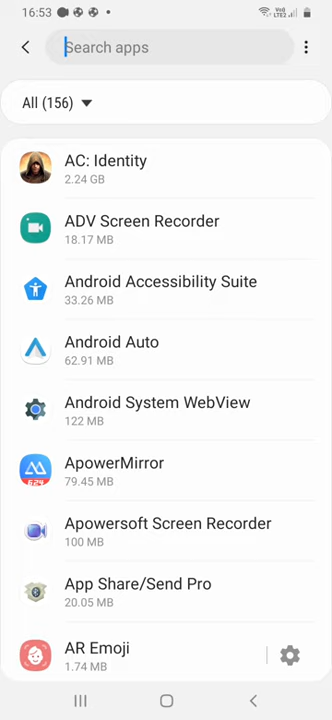 16:53
Vo)
LTE2
Search apps
All (156)
AC: Identity
2.24 GB
ADV Screen Recorder
18.17 MB
Android Accessibility Suite
33.26 MB
Android Auto
62.91 MB
Android System WebView
122 MB
ApowerMirror
79.45 MB
Apowersoft Screen Recorder
100 MB
App Share/Send Pro
20.05 MB
AR Emoji
1.74 MB